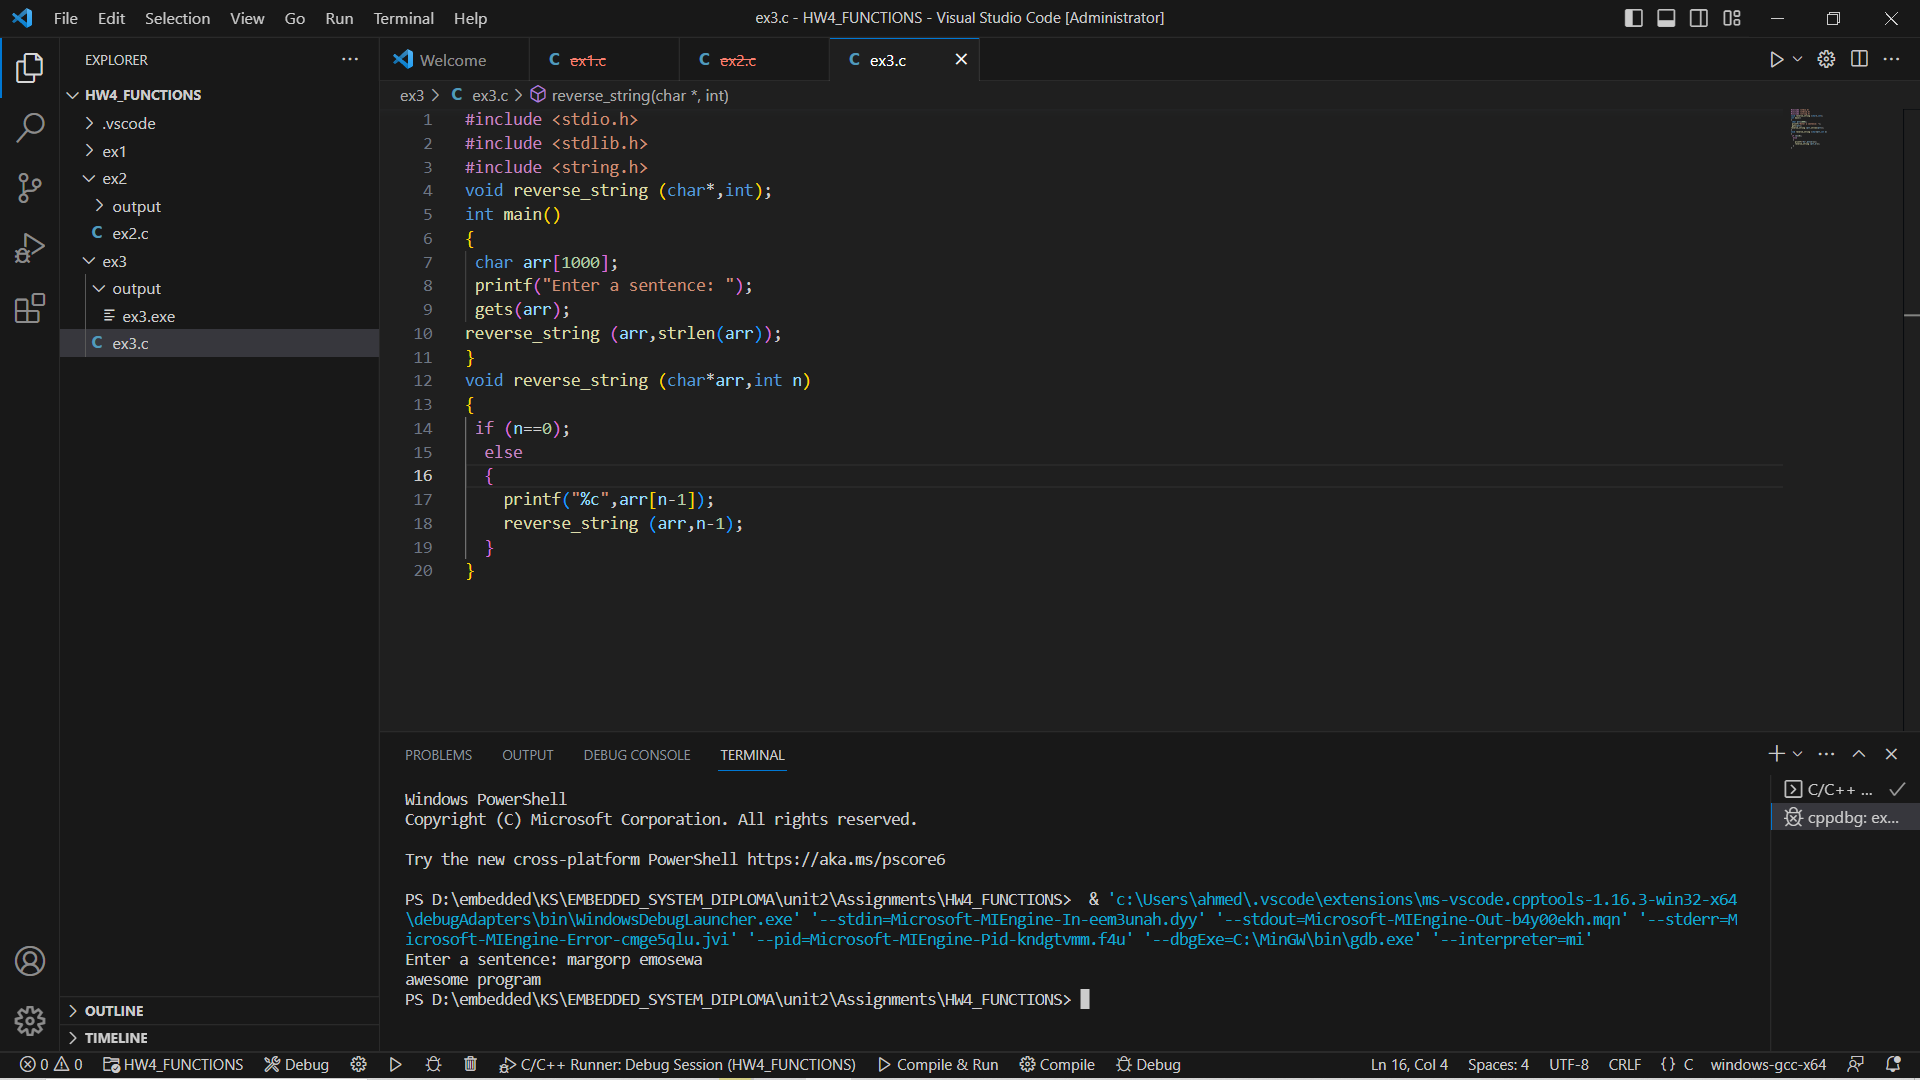 File Edit Selection View Go Run Terminal Help
ex3.c - HW4_FUNCTIONS - Visual Studio Code [Administrator]
EXPLORER
HW4_FUNCTIONS
.vscode
ex1
ex2
output
C ex2.c
ex3
output
ex3.exe
C ex3.c
OUTLINE
TIMELINE
Welcome
C ex1.c
C ex2.c
C ex3.c
ex3 > C ex3.c > reverse_string(char *, int)
1 #include <stdio.h>
2 #include <stdlib.h>
3 #include <string.h>
4 void reverse_string (char*,int);
5 int main()
6 {
7 char arr[1000];
8 printf("Enter a sentence: ");
9 gets(arr);
10 reverse_string (arr,strlen(arr));
11 }
12 void reverse_string (char*arr,int n)
13 {
14 if (n==0);
15 else
16 {
17 printf("%c",arr[n-1]);
18 reverse_string (arr,n-1);
19 }
20 }
PROBLEMS OUTPUT DEBUG CONSOLE TERMINAL
Windows PowerShell
Copyright (C) Microsoft Corporation. All rights reserved.
Try the new cross-platform PowerShell https://aka.ms/pscore6
PS D:\embedded\KS\EMBEDDED_SYSTEM_DIPLOMA\unit2\Assignments\HW4_FUNCTIONS>  & 'c:\Users\ahmed\.vscode\extensions\ms-vscode.cpptools-1.16.3-win32-x64
\debugAdapters\bin\WindowsDebugLauncher.exe' '--stdin=Microsoft-MIEngine-In-eem3unah.dyy' '--stdout=Microsoft-MIEngine-Out-b4y00ekh.mqn' '--stderr=M
icrosoft-MIEngine-Error-cmge5qlu.jvi' '--pid=Microsoft-MIEngine-Pid-kndgtvmm.f4u' '--dbgExe=C:\MinGW\bin\gdb.exe' '--interpreter=mi'
Enter a sentence: margorp emosewa
awesome program
PS D:\embedded\KS\EMBEDDED_SYSTEM_DIPLOMA\unit2\Assignments\HW4_FUNCTIONS>
C/C++ ...
cppdbg: ex...
0 0 HW4_FUNCTIONS Debug C/C++ Runner: Debug Session (HW4_FUNCTIONS) Compile & Run Compile Debug Ln 16, Col 4 Spaces: 4 UTF-8 CRLF {} C windows-gcc-x64